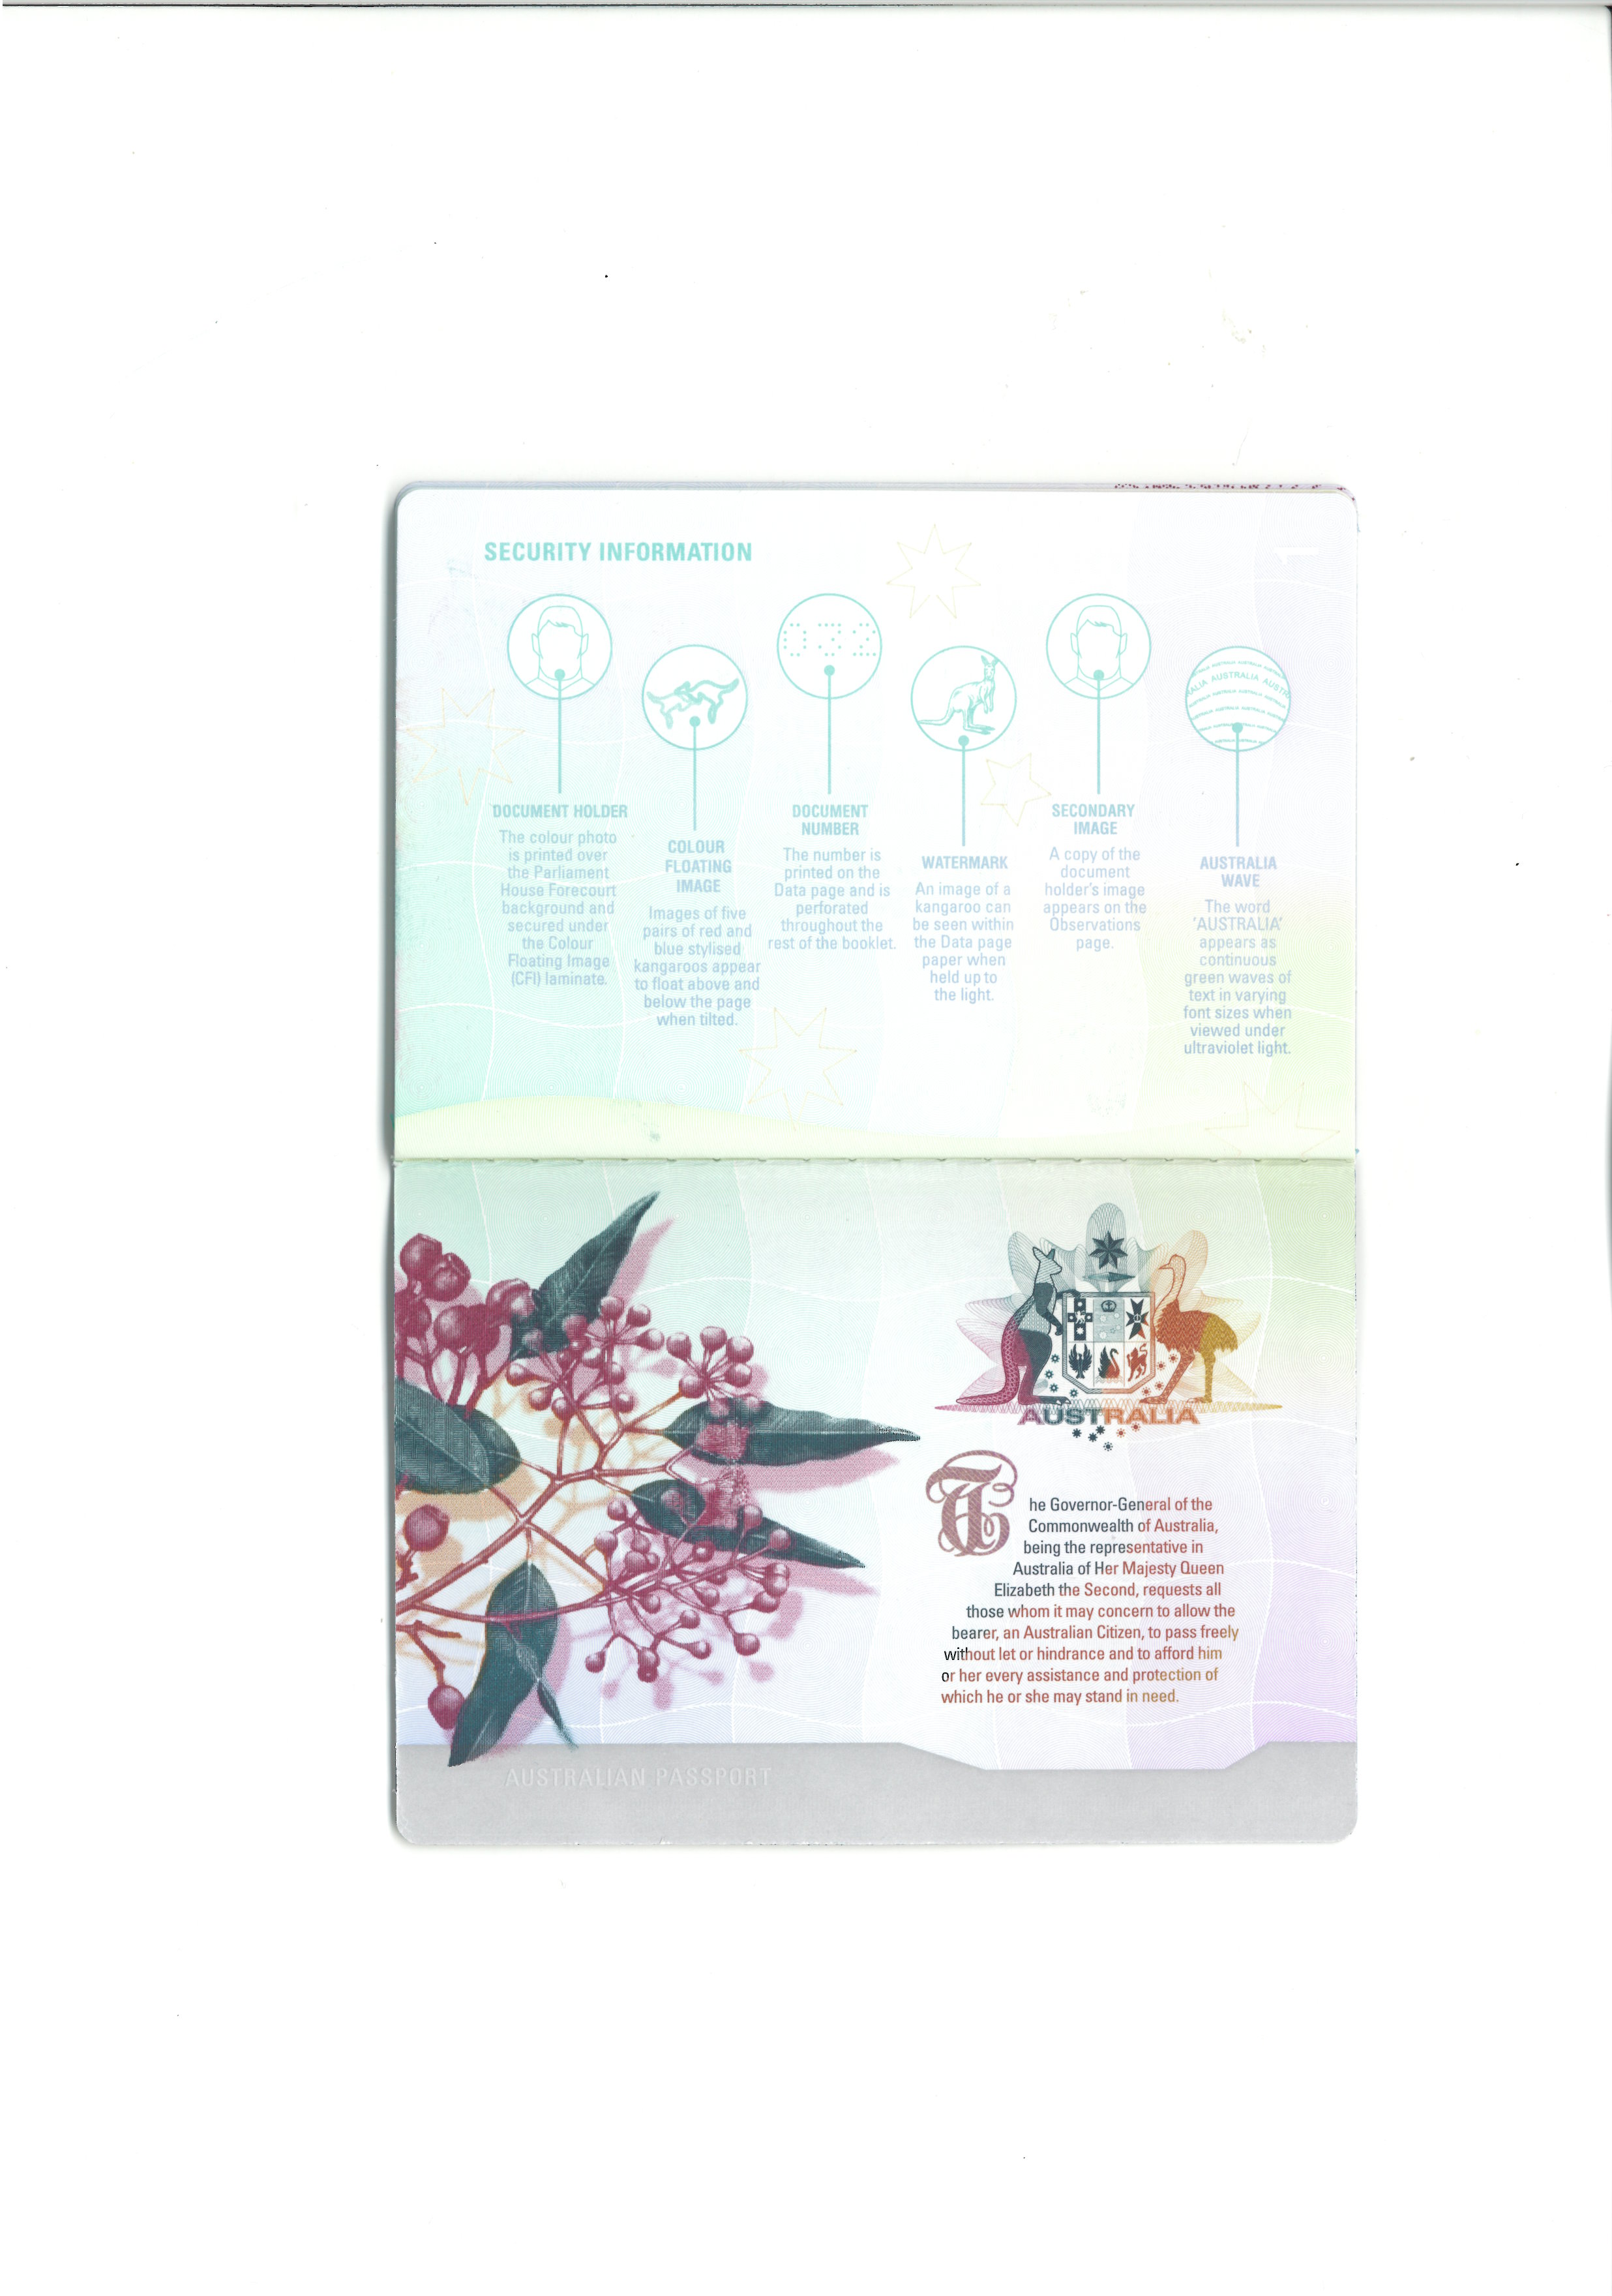 SECURITY INFORMATION
1
032
ALIA AUSTRALIA AUSTR
DOCUMENT HOLDER
The colour photo
is printed over
the Parliament
House Forecourt
background and
secured under
the Colour
Floating Image
(CFI) laminate.
COLOUR
FLOATING
IMAGE
Images of five
pairs of red and
blue stylised
kangaroos appear
to float above and
below the page
when tilted.
DOCUMENT
NUMBER
The number is
printed on the
Data page and is
perforated
throughout the
rest of the booklet.
WATERMARK
An image of a
kangaroo can
be seen within
the Data page
paper when
held up to
the light.
SECONDARY
IMAGE
A copy of the
document
holder's image
appears on the
Observations
page.
AUSTRALIA
WAVE
The word
'AUSTRALIA'
appears as
continuous
green waves of
text in varying
font sizes when
viewed under
ultraviolet light.
AUSTRALIA
The Governor-General of the
Commonwealth of Australia,
being the representative in
Australia of Her Majesty Queen
Elizabeth the Second, requests all
those whom it may concern to allow the
bearer, an Australian Citizen, to pass freely
without let or hindrance and to afford him
or her every assistance and protection of
which he or she may stand in need.
AUSTRALIAN PASSPORT